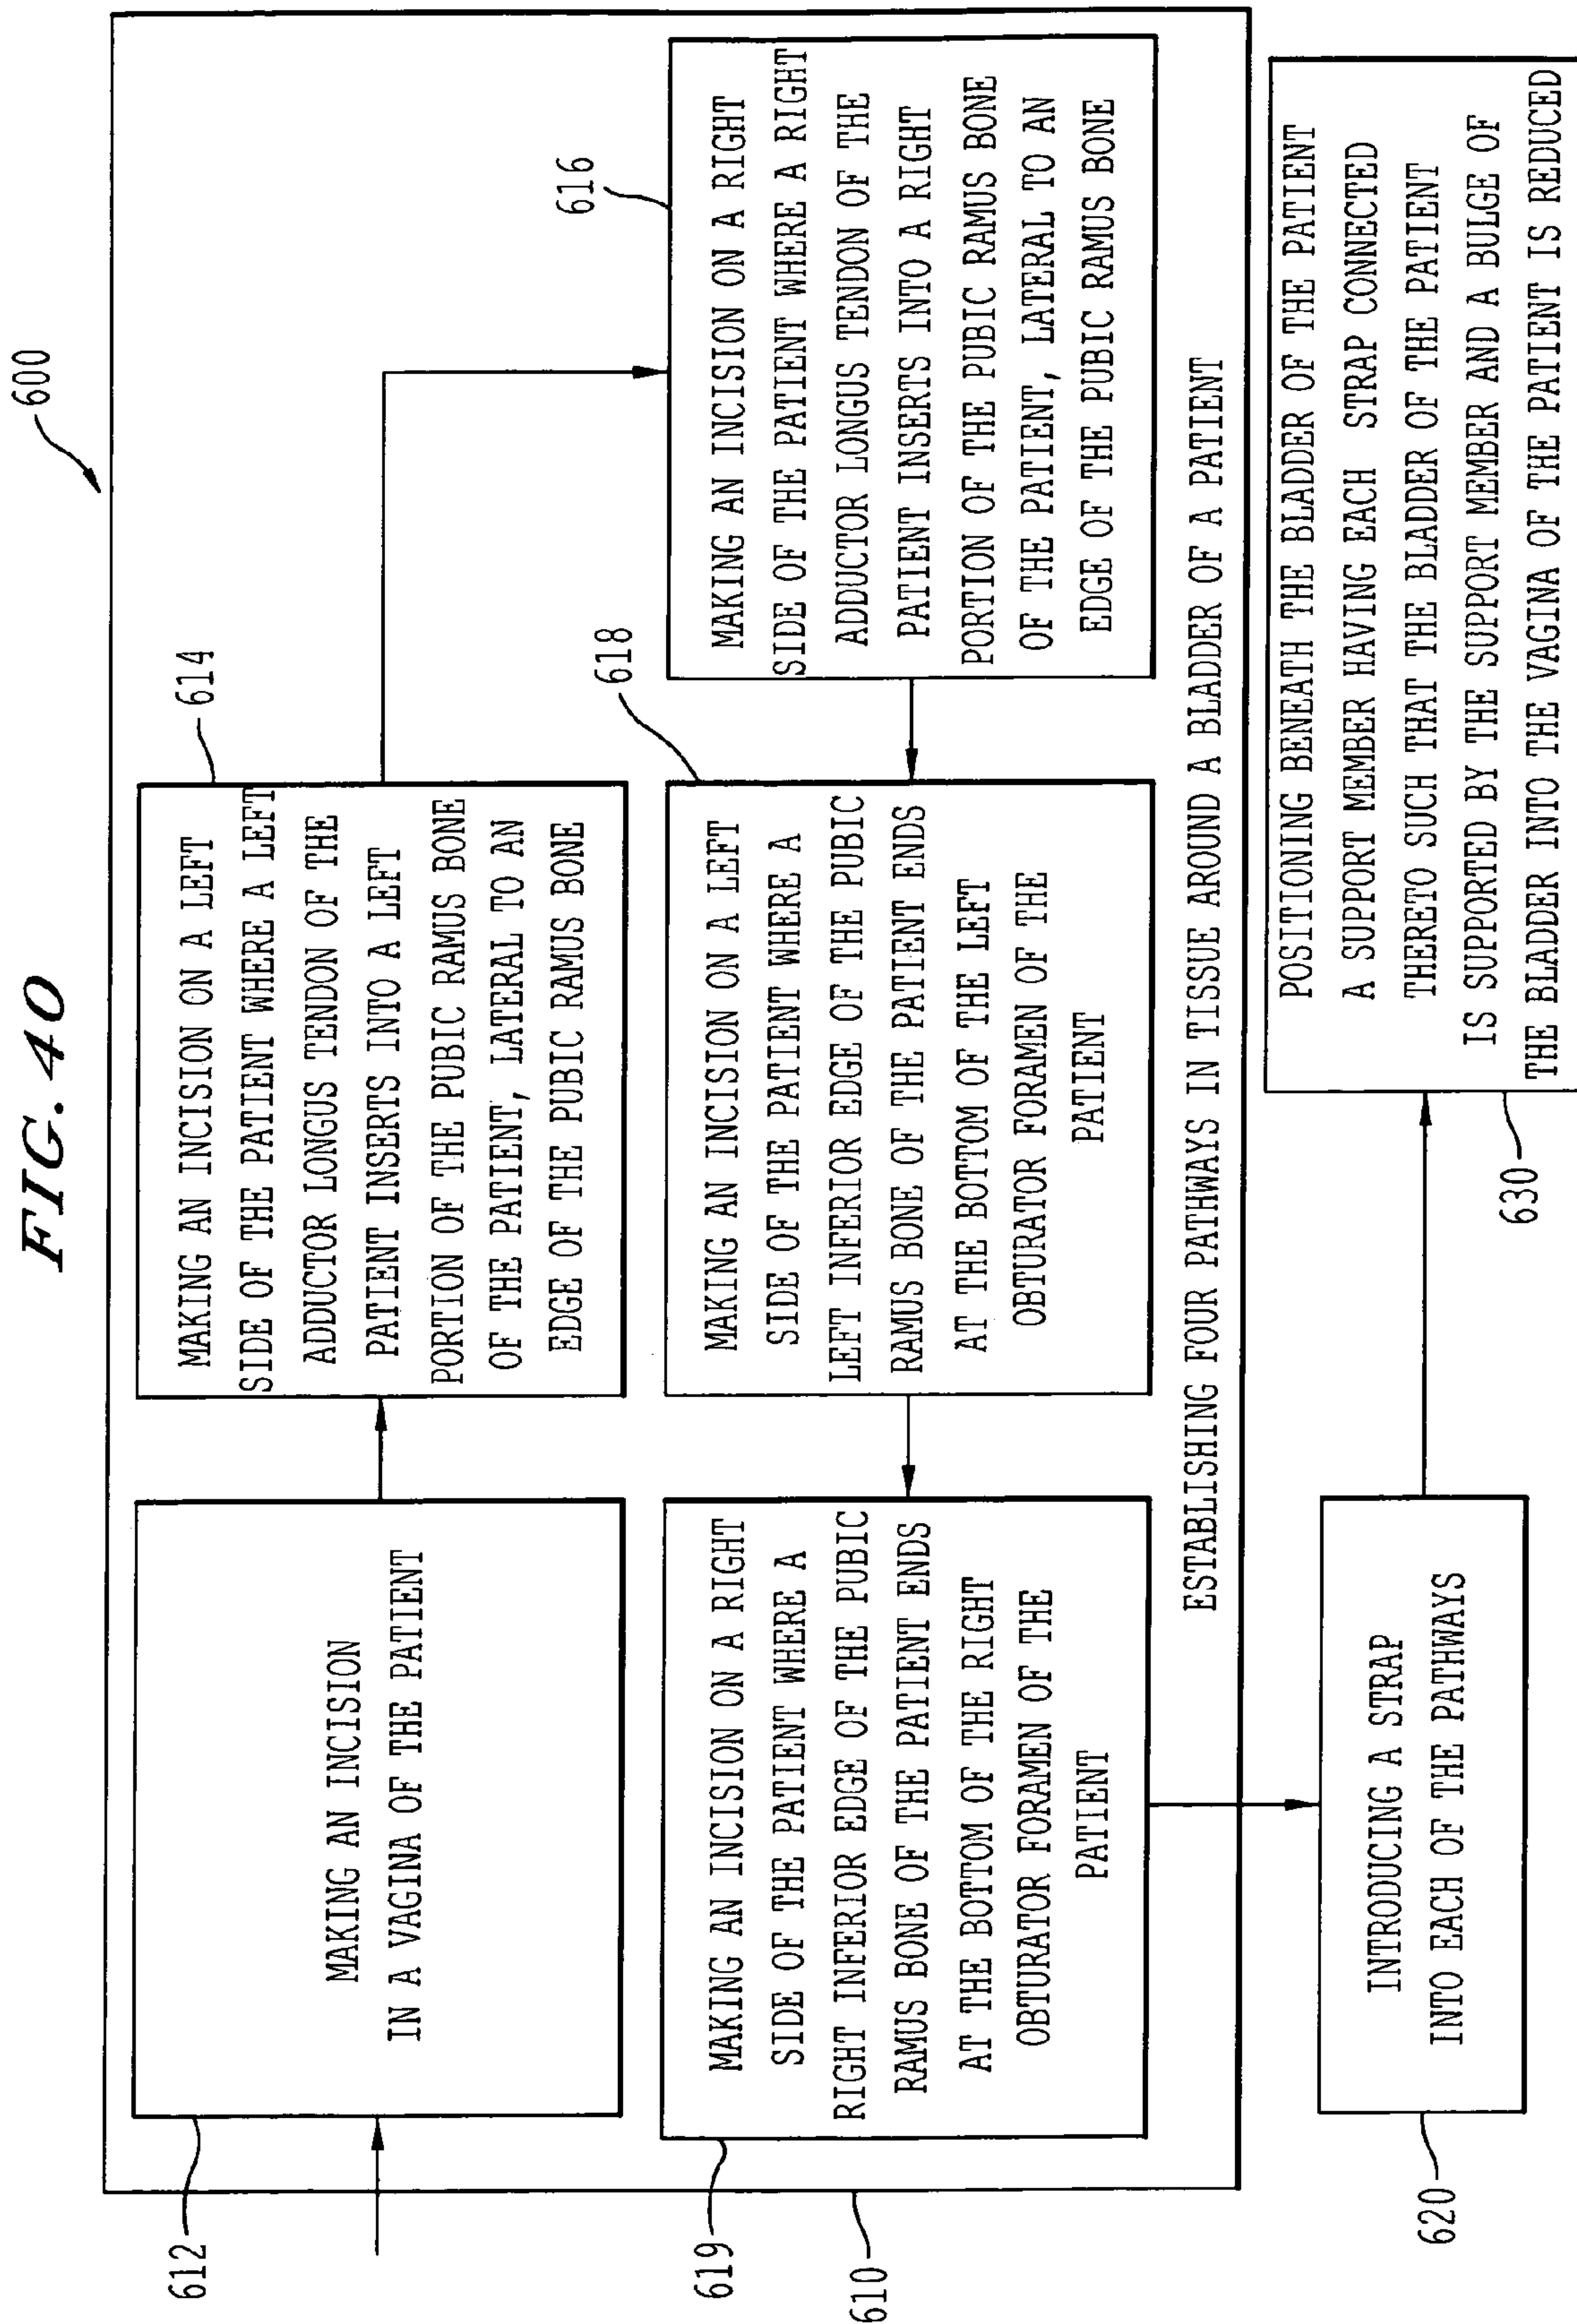 FIG. 40
600
612
MAKING AN INCISION
IN A VAGINA OF THE PATIENT
614
MAKING AN INCISION ON A LEFT
SIDE OF THE PATIENT WHERE A LEFT
ADDUCTOR LONGUS TENDON OF THE
PATIENT INSERTS INTO A LEFT
PORTION OF THE PUBIC RAMUS BONE
OF THE PATIENT, LATERAL TO AN
EDGE OF THE PUBIC RAMUS BONE
616
MAKING AN INCISION ON A RIGHT
SIDE OF THE PATIENT WHERE A RIGHT
ADDUCTOR LONGUS TENDON OF THE
PATIENT INSERTS INTO A RIGHT
PORTION OF THE PUBIC RAMUS BONE
OF THE PATIENT, LATERAL TO AN
EDGE OF THE PUBIC RAMUS BONE
618
MAKING AN INCISION ON A LEFT
SIDE OF THE PATIENT WHERE A
LEFT INFERIOR EDGE OF THE PUBIC
RAMUS BONE OF THE PATIENT ENDS
AT THE BOTTOM OF THE LEFT
OBTURATOR FORAMEN OF THE
PATIENT
619
MAKING AN INCISION ON A RIGHT
SIDE OF THE PATIENT WHERE A
RIGHT INFERIOR EDGE OF THE PUBIC
RAMUS BONE OF THE PATIENT ENDS
AT THE BOTTOM OF THE RIGHT
OBTURATOR FORAMEN OF THE
PATIENT
610
ESTABLISHING FOUR PATHWAYS IN TISSUE AROUND A BLADDER OF A PATIENT
620
INTRODUCING A STRAP
INTO EACH OF THE PATHWAYS
630
POSITIONING BENEATH THE BLADDER OF THE PATIENT
A SUPPORT MEMBER HAVING EACH STRAP CONNECTED
THERETO SUCH THAT THE BLADDER OF THE PATIENT
IS SUPPORTED BY THE SUPPORT MEMBER AND A BULGE OF
THE BLADDER INTO THE VAGINA OF THE PATIENT IS REDUCED